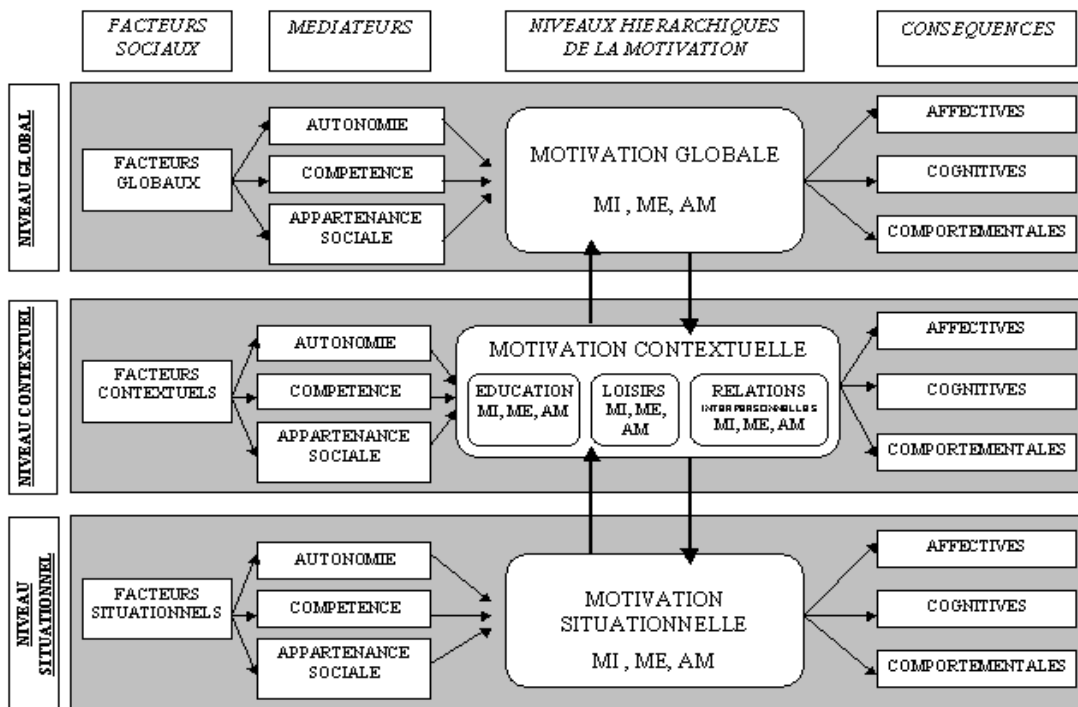 FACTEURS
SOCIAUX
MEDIATEURS
NIVEAUX HIERARCHIQUES
DE LA MOTIVATION
CONSEQUENCES
NIVEAU GLOBAL
FACTEURS
GLOBAUX
AUTONOMIE
COMPETENCE
APPARTENANCE
SOCIALE
MOTIVATION GLOBALE
MI , ME, AM
AFFECTIVES
COGNITIVES
COMPORTEMENTALES
NIVEAU CONTEXTUEL
FACTEURS
CONTEXTUELS
AUTONOMIE
COMPETENCE
APPARTENANCE
SOCIALE
MOTIVATION CONTEXTUELLE
EDUCATION
MI, ME, AM
LOISIRS
MI, ME,
AM
RELATIONS
INTERPERSONNELLES
MI, ME, AM
AFFECTIVES
COGNITIVES
COMPORTEMENTALES
NIVEAU
SITUATIONNEL
FACTEURS
SITUATIONNELS
AUTONOMIE
COMPETENCE
APPARTENANCE
SOCIALE
MOTIVATION
SITUATIONNELLE
MI , ME, AM
AFFECTIVES
COGNITIVES
COMPORTEMENTALES